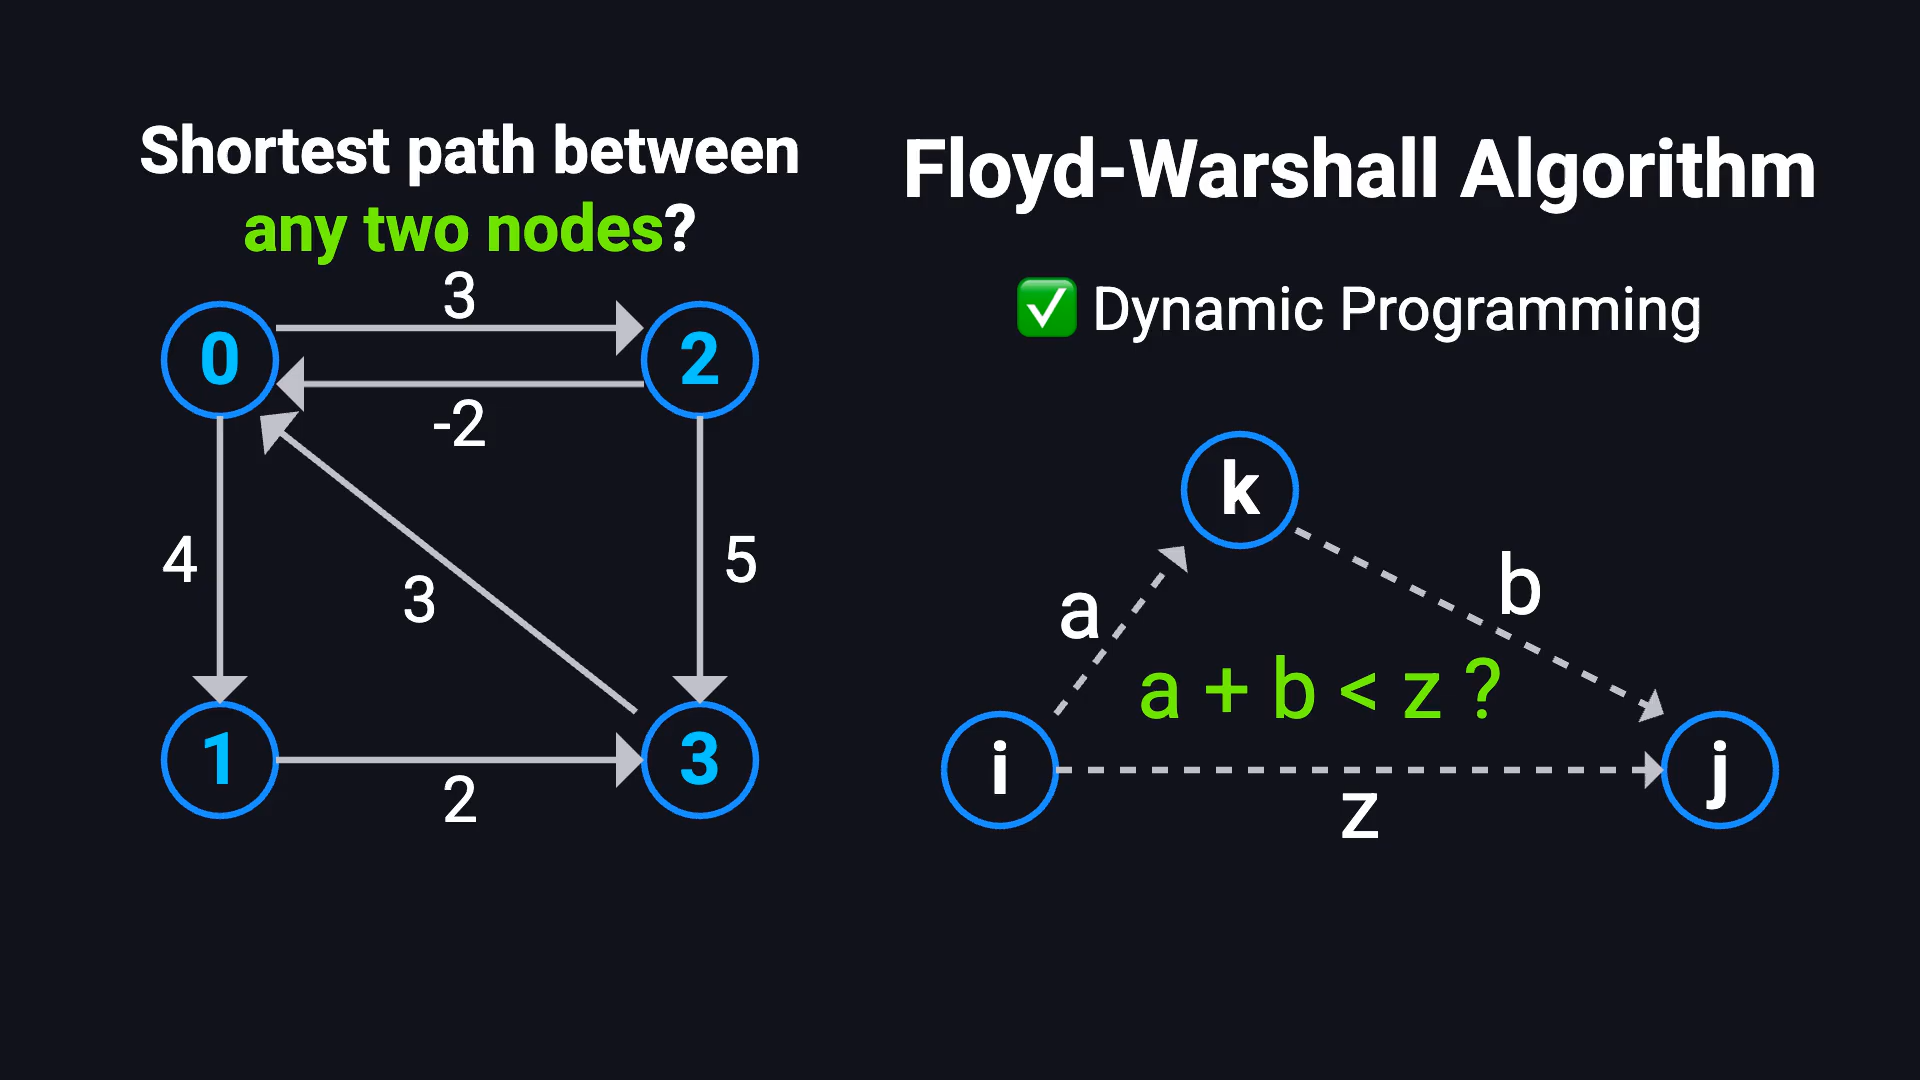 Shortest path between
any two nodes?
3
0
2
-2
4
3
5
1
3
2
Floyd-Warshall Algorithm
✅ Dynamic Programming
k
a
b
a + b < z ?
i
j
z